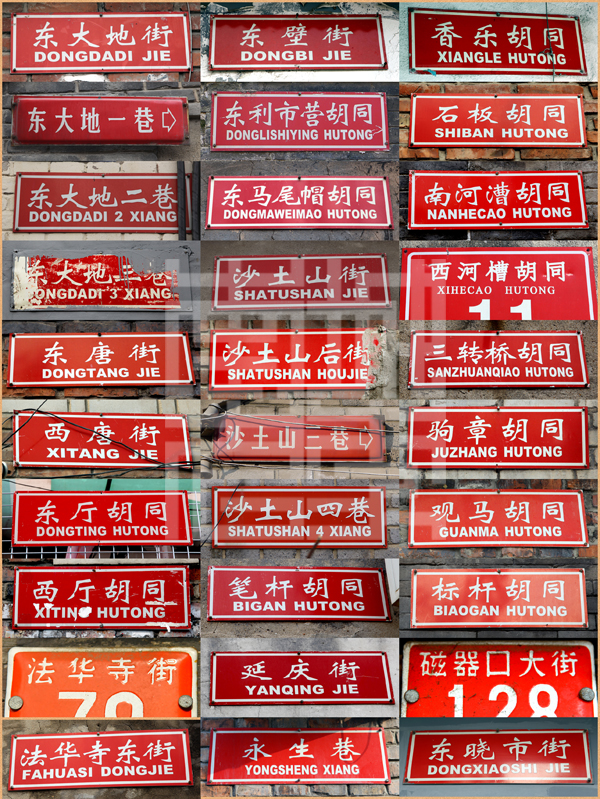 东大地街
DONGDADI JIE
东壁街
DONGBI JIE
香乐胡同
XIANGLE HUTONG
东大地一巷
东利市营胡同
DONGLISHIYING HUTONG
石板胡同
SHIBAN HUTONG
东大地二巷
DONGDADI 2 XIANG
东马尾帽胡同
DONGMAWEIMAO HUTONG
南河漕胡同
NANHECAO HUTONG
东大地三巷
ONGDADI 3 XIANG
沙土山街
SHATUSHAN JIE
西河槽胡同
XIHECAO HUTONG
11
东唐街
DONGTANG JIE
沙土山后街
SHATUSHAN HOUJIE
三转桥胡同
SANZHUANQIAO HUTONG
西唐街
XITANG JIE
沙土山二巷
驹章胡同
JUZHANG HUTONG
东厅胡同
DONGTING HUTONG
沙土山四巷
SHATUSHAN 4 XIANG
观马胡同
GUANMA HUTONG
西厅胡同
XITING HUTONG
笔杆胡同
BIGAN HUTONG
标杆胡同
BIAOGAN HUTONG
法华寺街
延庆街
YANQING JIE
磁器口大街
128
法华寺东街
FAHUASI DONGJIE
永生巷
YONGSHENG XIANG
东晓市街
DONGXIAOSHI JIE